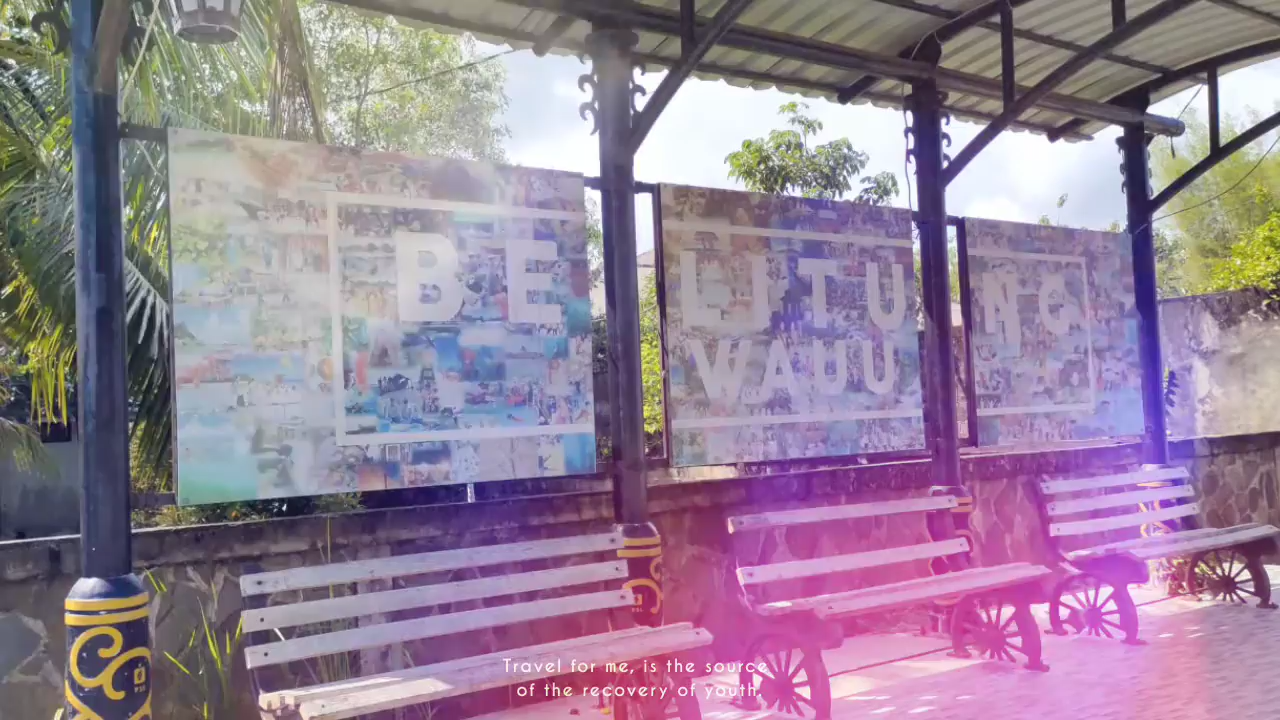 BE LITUNG
WAUU
Travel for me, is the source
of the recovery of youth.